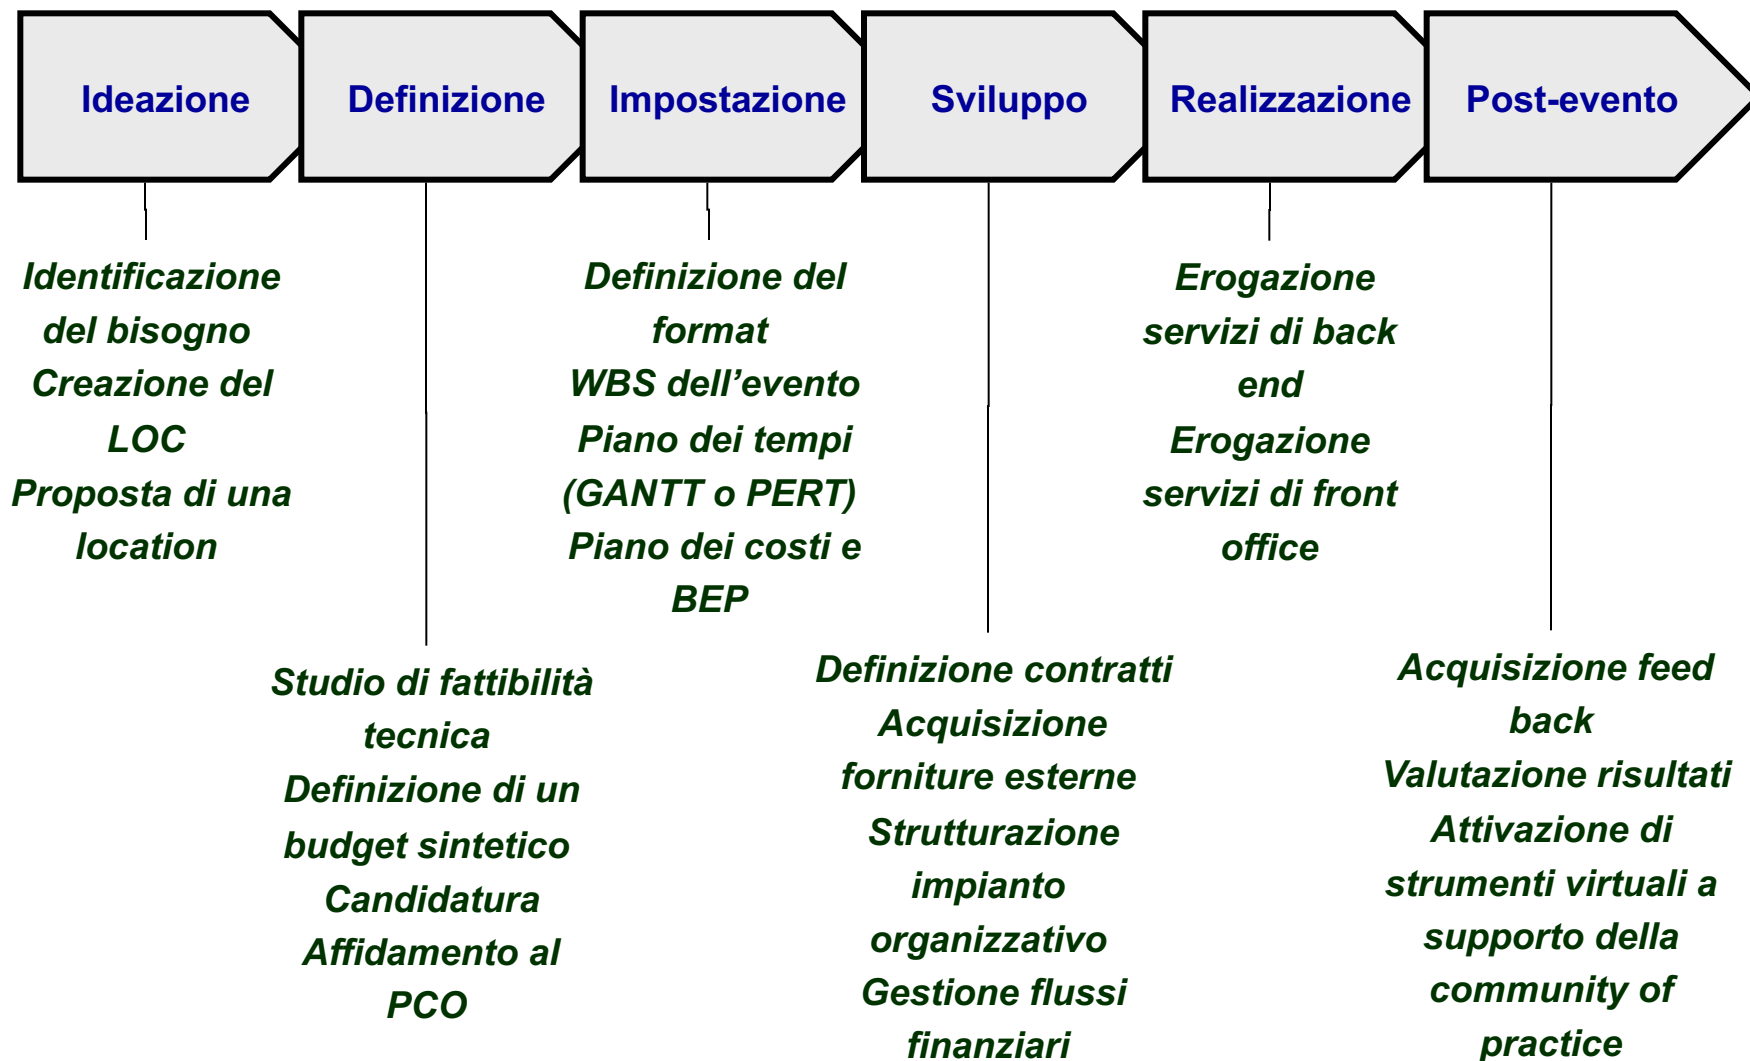 Ideazione
Definizione
Impostazione
Sviluppo
Realizzazione
Post-evento
Identificazione
del bisogno
Creazione del
LOC
Proposta di una
location
Studio di fattibilità
tecnica
Definizione di un
budget sintetico
Candidatura
Affidamento al
PCO
Definizione del
format
WBS dell’evento
Piano dei tempi
(GANTT o PERT)
Piano dei costi e
BEP
Definizione contratti
Acquisizione
forniture esterne
Strutturazione
impianto
organizzativo
Gestione flussi
finanziari
Erogazione
servizi di back
end
Erogazione
servizi di front
office
Acquisizione feed
back
Valutazione risultati
Attivazione di
strumenti virtuali a
supporto della
community of
practice